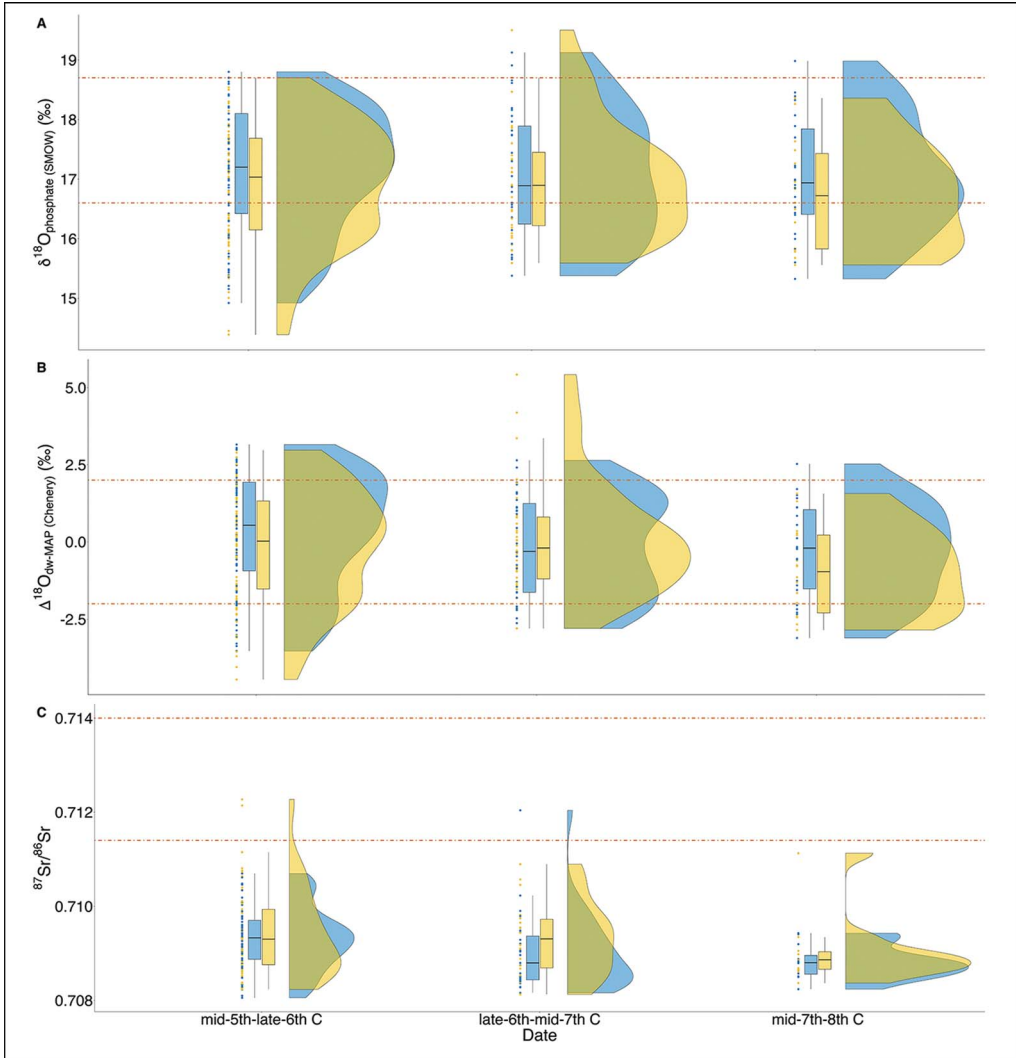 A
19
18
17
16
15
δ¹⁸Ophosphate (SMOW) (‰)
B
5.0
2.5
0.0
-2.5
Δ¹⁸Odw-MAP (Chenery) (‰)
C
0.714
0.712
0.710
0.708
⁸⁷Sr/⁸⁶Sr
mid-5th-late-6th C
late-6th-mid-7th C
mid-7th-8th C
Date